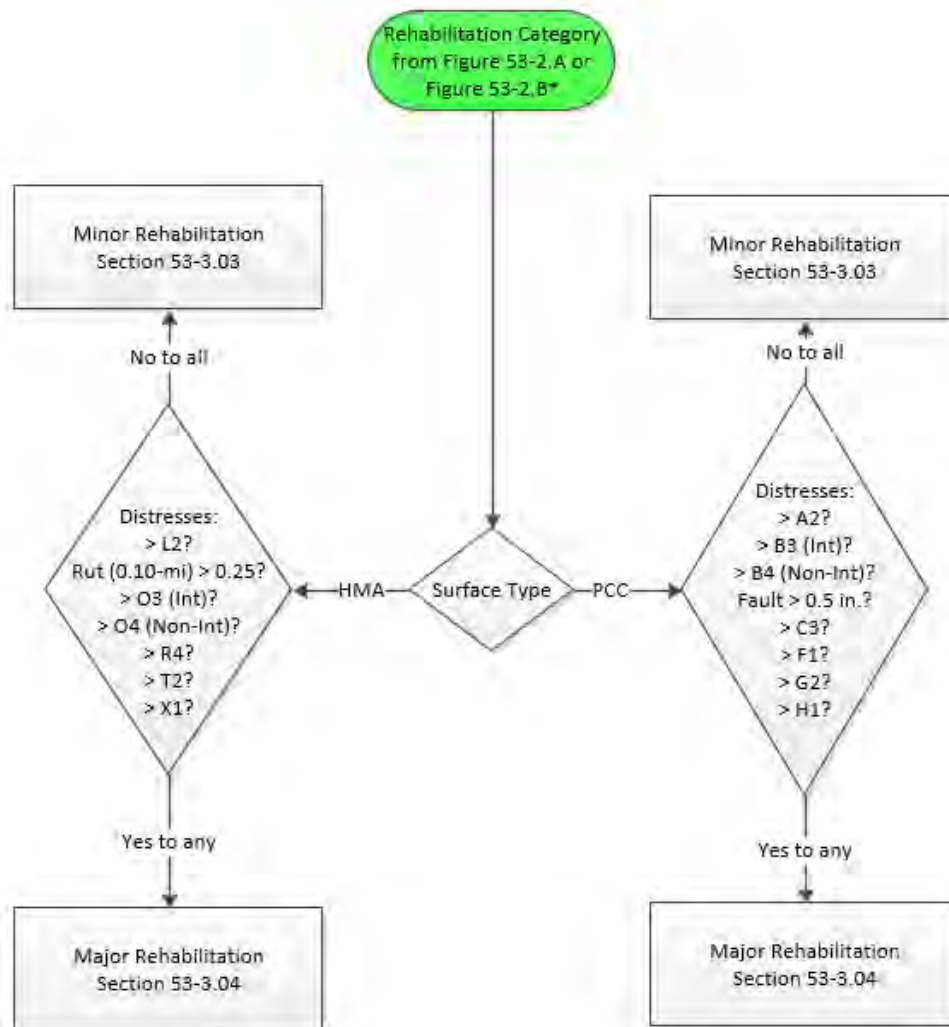 Rehabilitation Category
from Figure 53-2.A or
Figure 53-2.B*
Minor Rehabilitation
Section 53-3.03
Minor Rehabilitation
Section 53-3.03
No to all
No to all
Distresses:
> L2?
Rut (0.10-mi) > 0.25?
> O3 (Int)?
> O4 (Non-Int)?
> R4?
> T2?
> X1?
HMA
Surface Type
PCC
Distresses:
> A2?
> B3 (Int)?
> B4 (Non-Int)?
Fault > 0.5 in.?
> C3?
> F1?
> G2?
> H1?
Yes to any
Yes to any
Major Rehabilitation
Section 53-3.04
Major Rehabilitation
Section 53-3.04